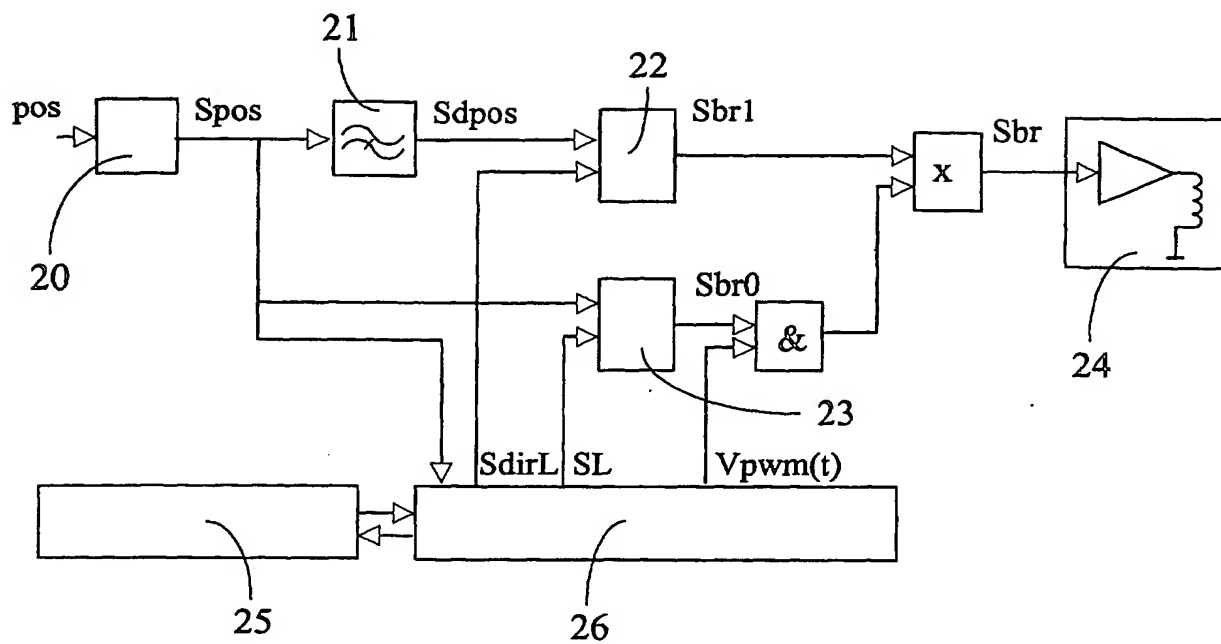 21
22
pos
Spos
Sdpos
Sbr1
Sbr
x
20
Sbr0
&
24
23
SdirL
SL
Vpwm(t)
25
26